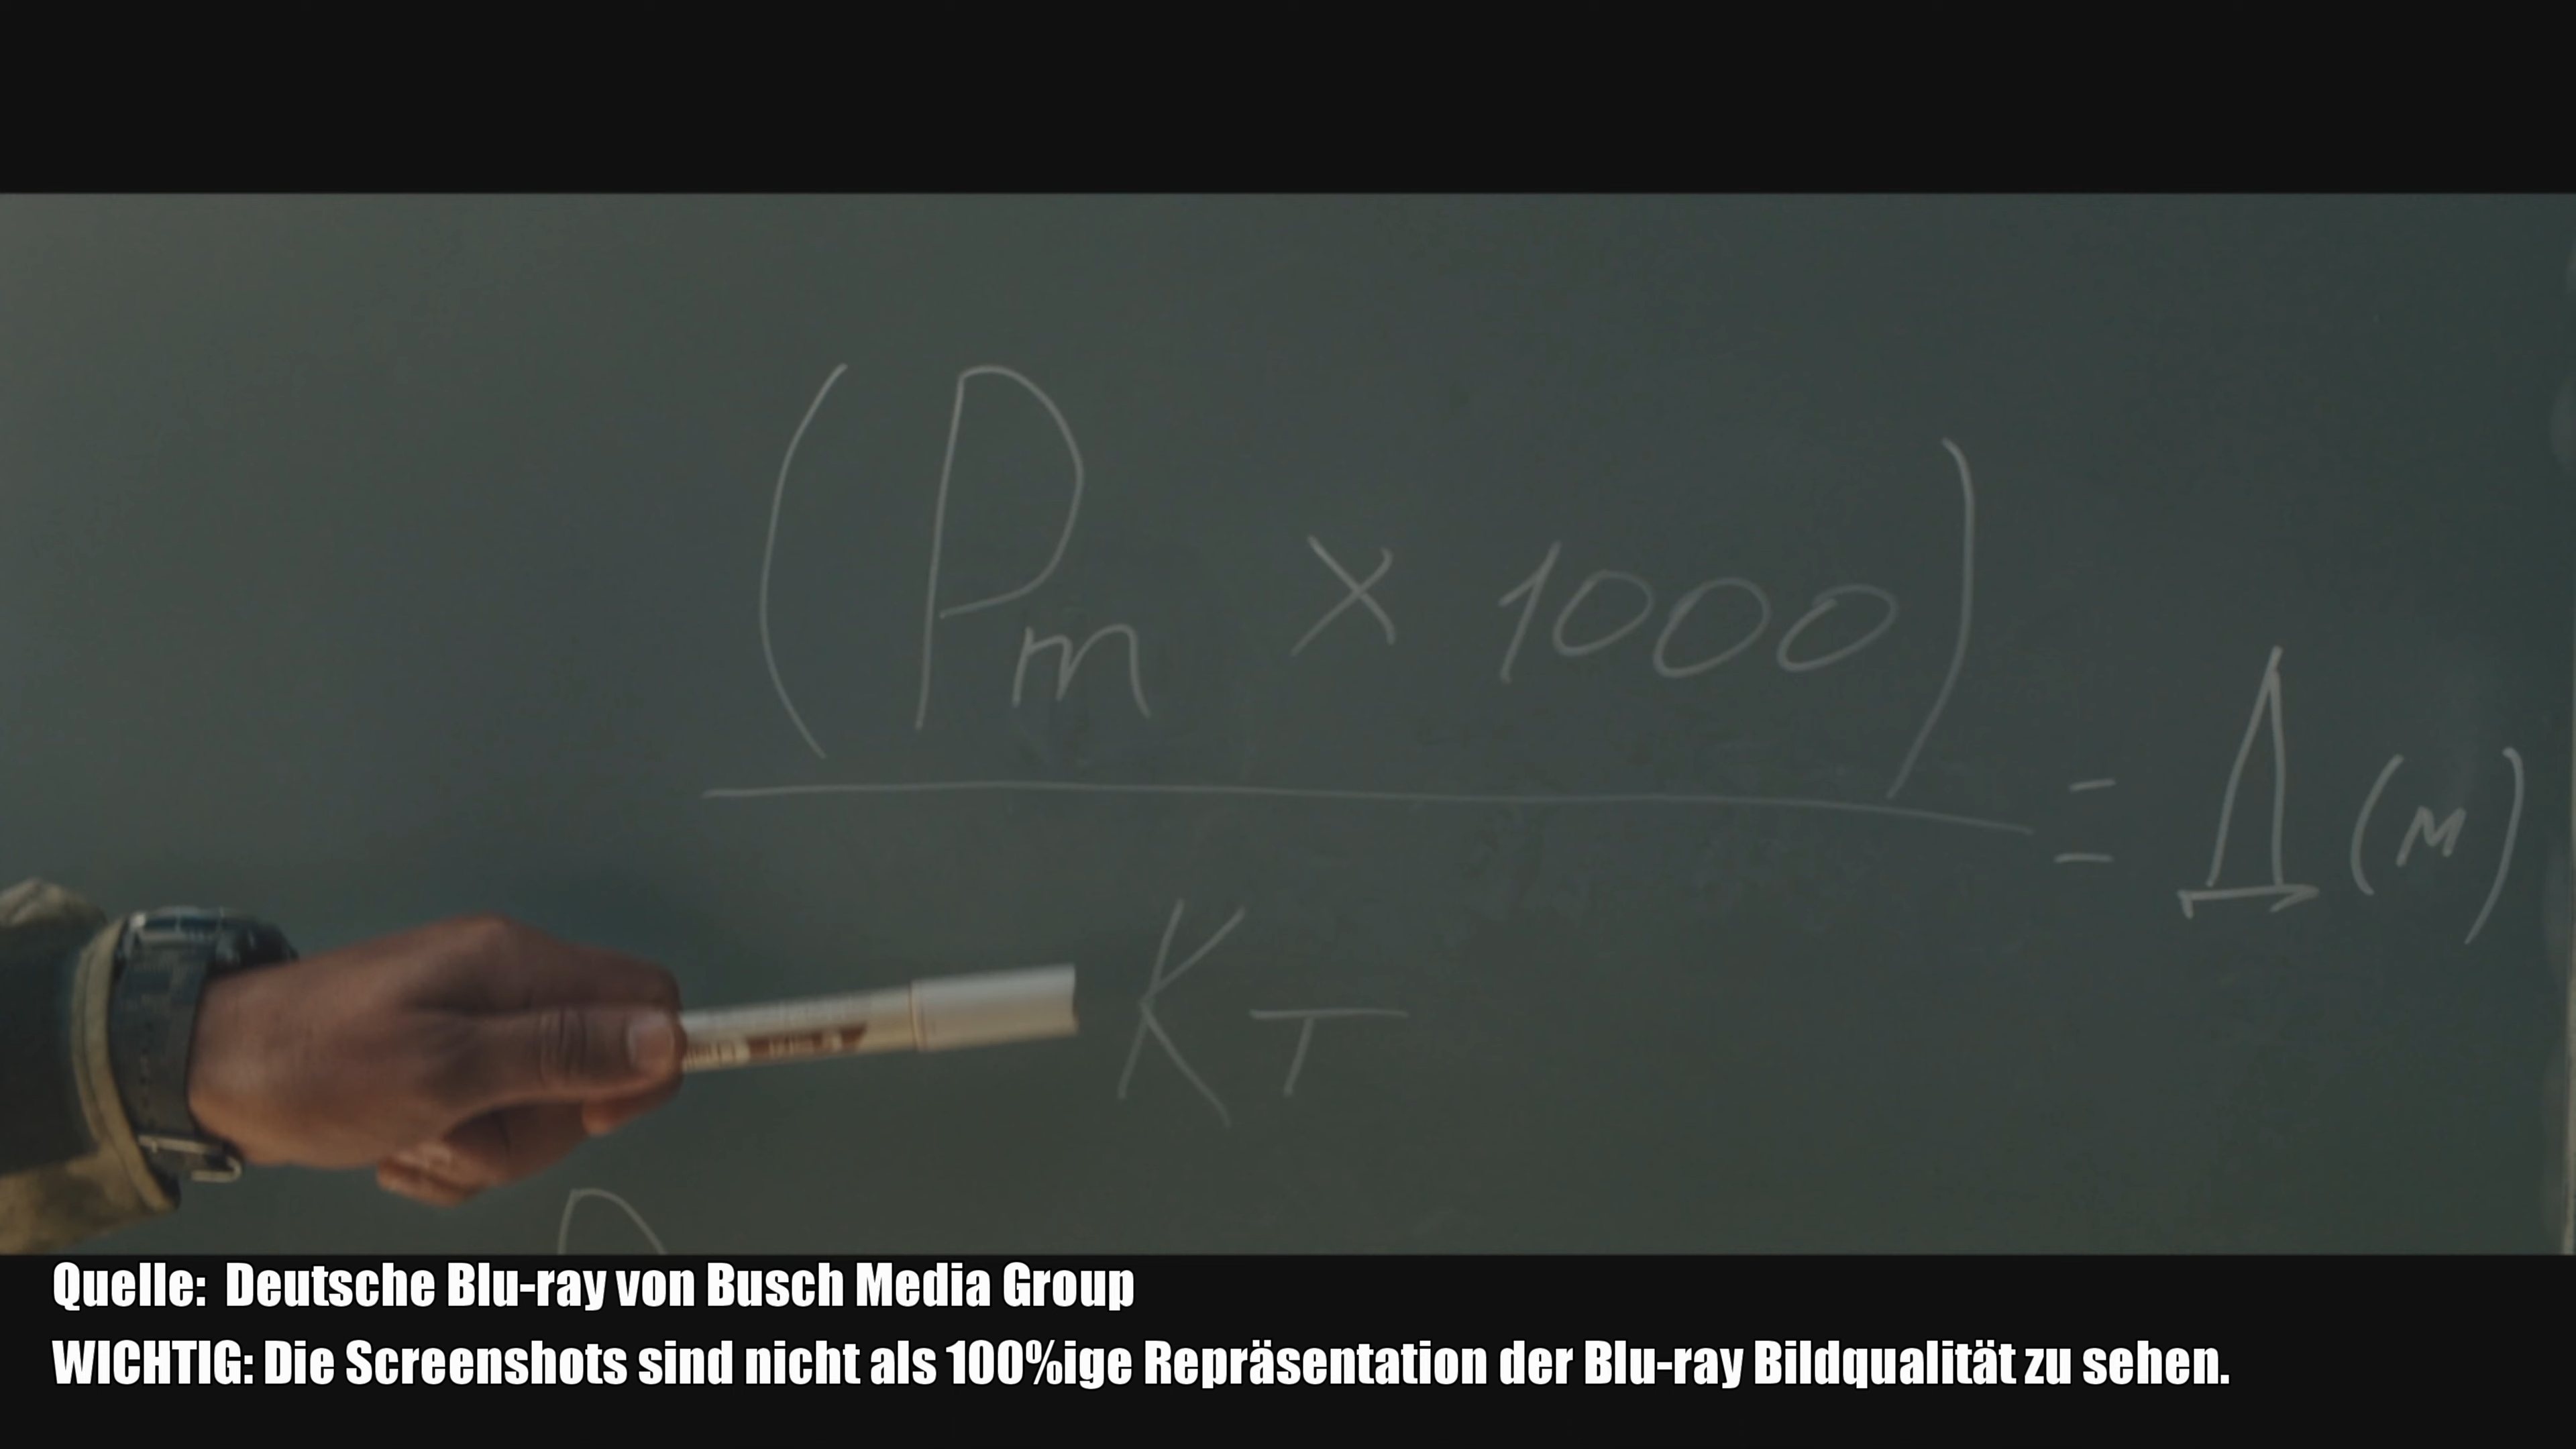 (Pm × 1000)
Kт
= Д (м)
Quelle: Deutsche Blu-ray von Busch Media Group
WICHTIG: Die Screenshots sind nicht als 100%ige Repräsentation der Blu-ray Bildqualität zu sehen.